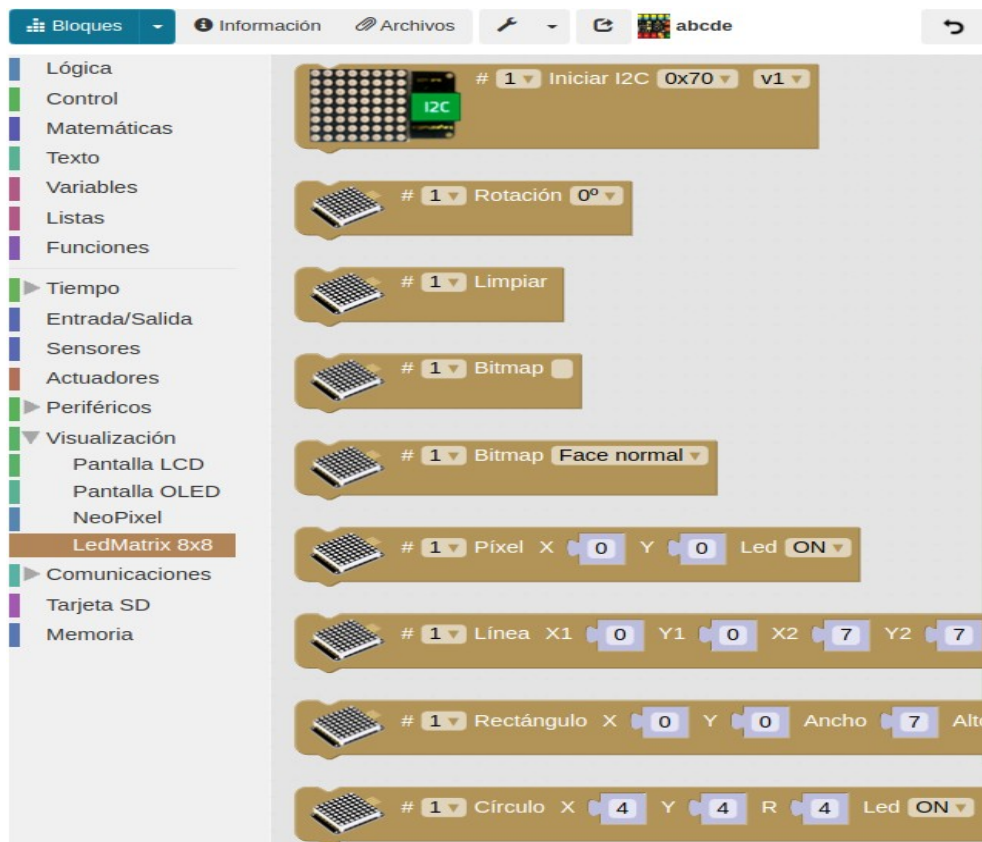 Bloques Información Archivos abcde
Lógica
Control
Matemáticas
Texto
Variables
Listas
Funciones
Tiempo
Entrada/Salida
Sensores
Actuadores
Periféricos
Visualización
Pantalla LCD
Pantalla OLED
NeoPixel
LedMatrix 8x8
Comunicaciones
Tarjeta SD
Memoria
I2C
# 1 Iniciar I2C 0x70 v1
# 1 Rotación 0º
# 1 Limpiar
# 1 Bitmap
# 1 Bitmap Face normal
# 1 Píxel X 0 Y 0 Led ON
# 1 Línea X1 0 Y1 0 X2 7 Y2 7
# 1 Rectángulo X 0 Y 0 Ancho 7
# 1 Círculo X 4 Y 4 R 4 Led ON